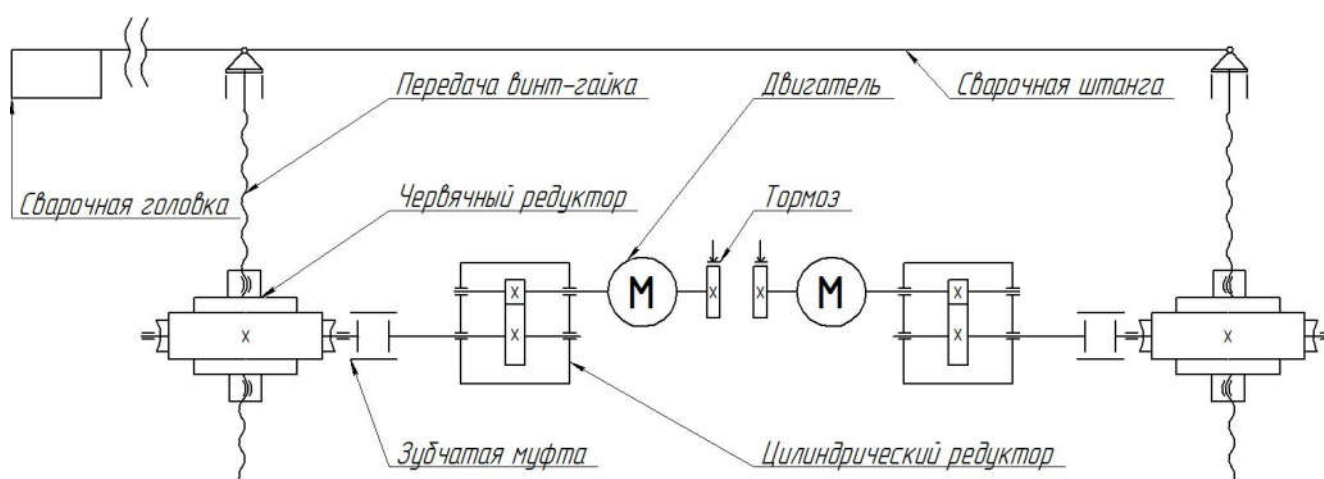 Передача винт-гайка
Двигатель
Сварочная штанга
Сварочная головка
Червячный редуктор
Тормоз
М
М
х
х
х
х
х
х
х
х
Зубчатая муфта
Цилиндрический редуктор